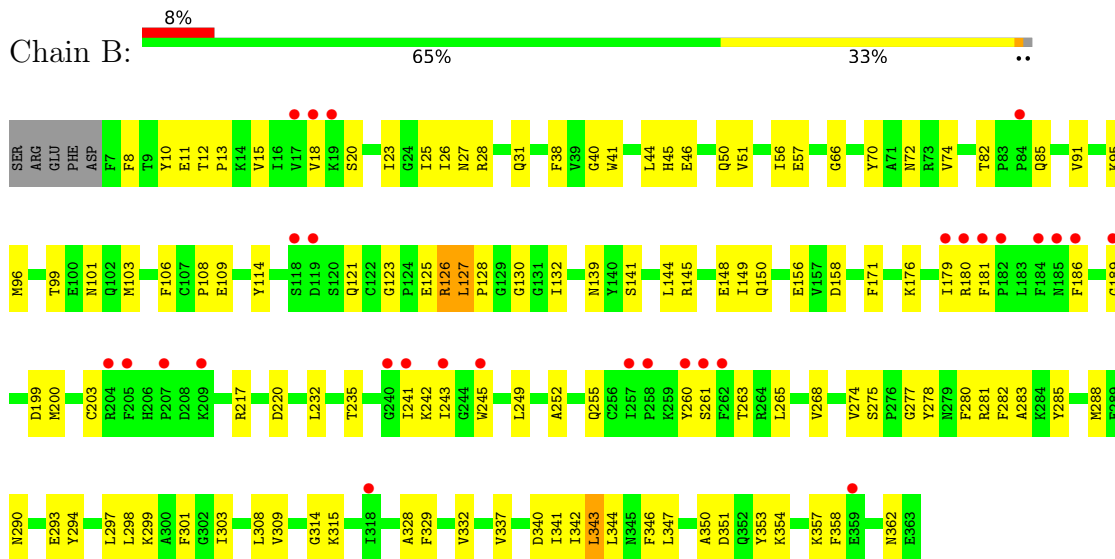 8%
Chain B:
65% 33% ••
SER ARG GLU PHE ASP F7 F8 T9 Y10 E11 T12 P13 K14 V15 I16 V17 V18 K19 S20 I23 G24 I25 I26 N27 R28 Q31 F38 V39 G40 W41 L44 H45 E46 Q50 V51 I56 E57 G66 Y70 A71 N72 R73 V74 T82 P83 P84 Q85 V91 K95
M96 T99 E100 N101 Q102 M103 F106 C107 P108 E109 Y114 S118 D119 S120 Q121 C122 G123 P124 E125 R126 L127 P128 G129 G130 G131 I132 N139 Y140 S141 L144 R145 E148 I149 Q150 E156 V157 D158 F171 K176 I179 R180 F181 P182 L183 F184 N185 F186
D199 M200 C203 R204 F205 H206 P207 D208 K209 R217 D220 L232 T235 G240 I241 K242 I243 G244 W245 L249 A252 Q255 C256 I257 P258 K259 Y260 S261 F262 T263 R264 L265 V268 V274 S275 P276 G277 Y278 N279 F280 R281 F282 A283 K284 Y285 M288
N290 E293 Y294 L297 L298 K299 A300 F301 G302 I303 L308 V309 G314 K315 I318 A328 F329 V332 V337 D340 I341 I342 L343 L344 N345 F346 L347 A350 D351 Q352 Y353 K354 K357 F358 E359 N362 E363